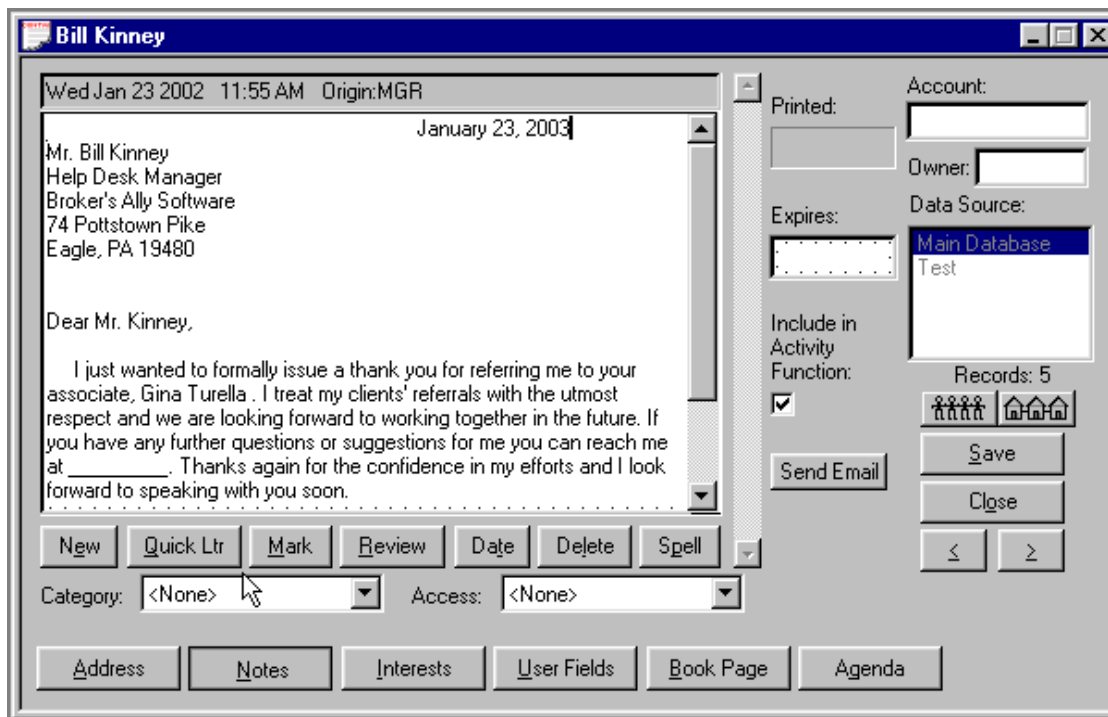 Bill Kinney
Wed Jan 23 2002 11:55 AM Origin:MGR
January 23, 2003
Mr. Bill Kinney
Help Desk Manager
Broker's Ally Software
74 Pottstown Pike
Eagle, PA 19480
Dear Mr. Kinney,
I just wanted to formally issue a thank you for referring me to your
associate, Gina Turella . I treat my clients' referrals with the utmost
respect and we are looking forward to working together in the future. If
you have any further questions or suggestions for me you can reach me
at __________. Thanks again for the confidence in my efforts and I look
forward to speaking with you soon.
New Quick Ltr Mark Review Date Delete Spell
Category: <None> Access: <None>
Address Notes Interests User Fields Book Page Agenda
Printed:
Expires:
Include in
Activity
Function:
Send Email
Account:
Owner:
Data Source:
Main Database
Test
Records: 5
Save
Close
< >